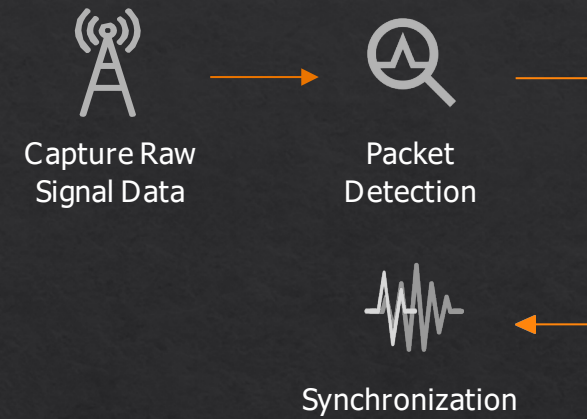 Capture Raw
Signal Data
Packet
Detection
Synchronization